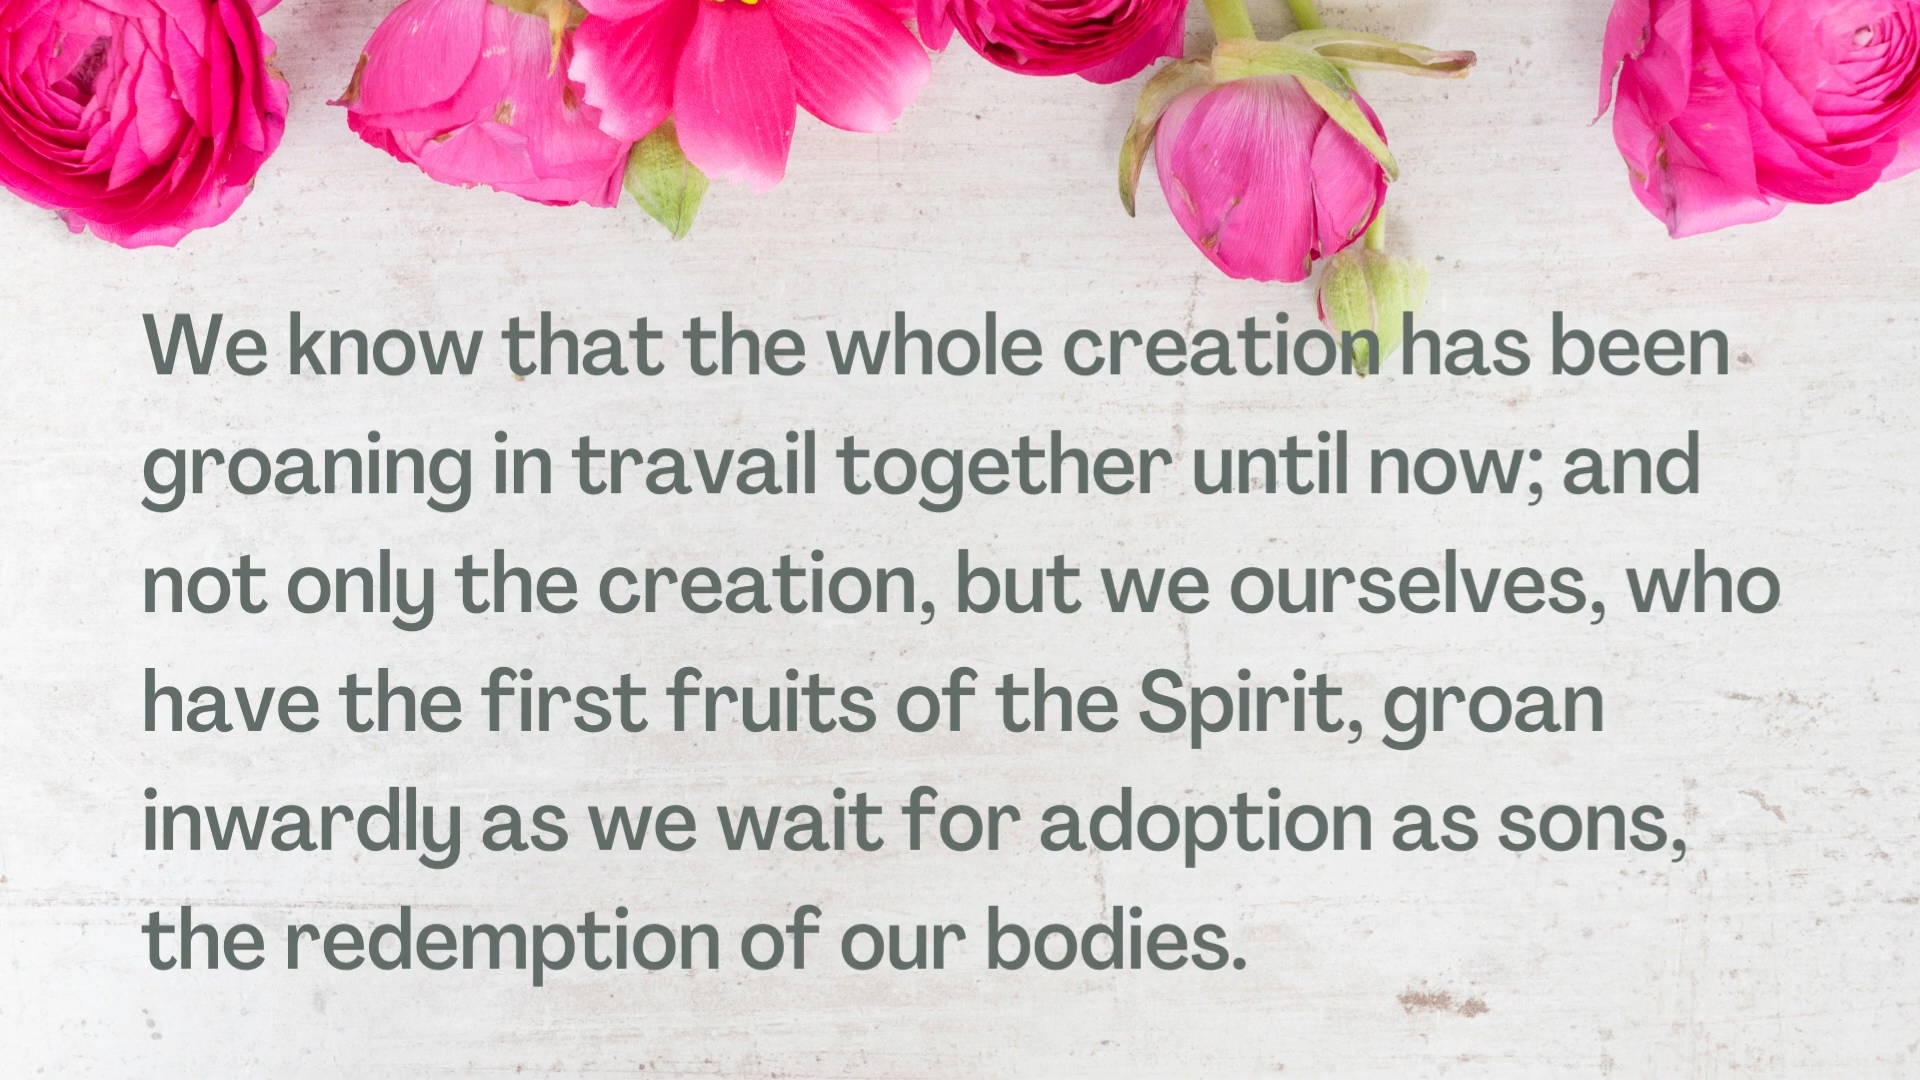 We know that the whole creation has been
groaning in travail together until now; and
not only the creation, but we ourselves, who
have the first fruits of the Spirit, groan
inwardly as we wait for adoption as sons,
the redemption of our bodies.